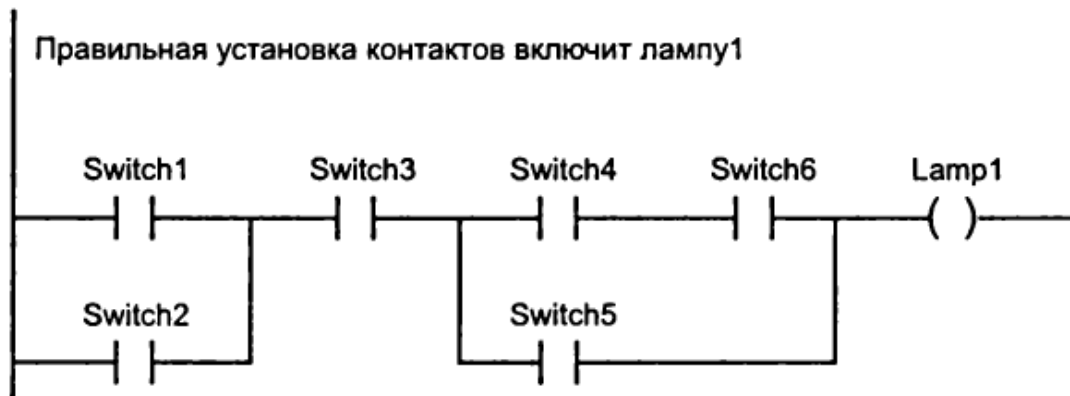 Правильная установка контактов включит лампу1
Switch1 Switch3 Switch4 Switch6 Lamp1
Switch2 Switch5